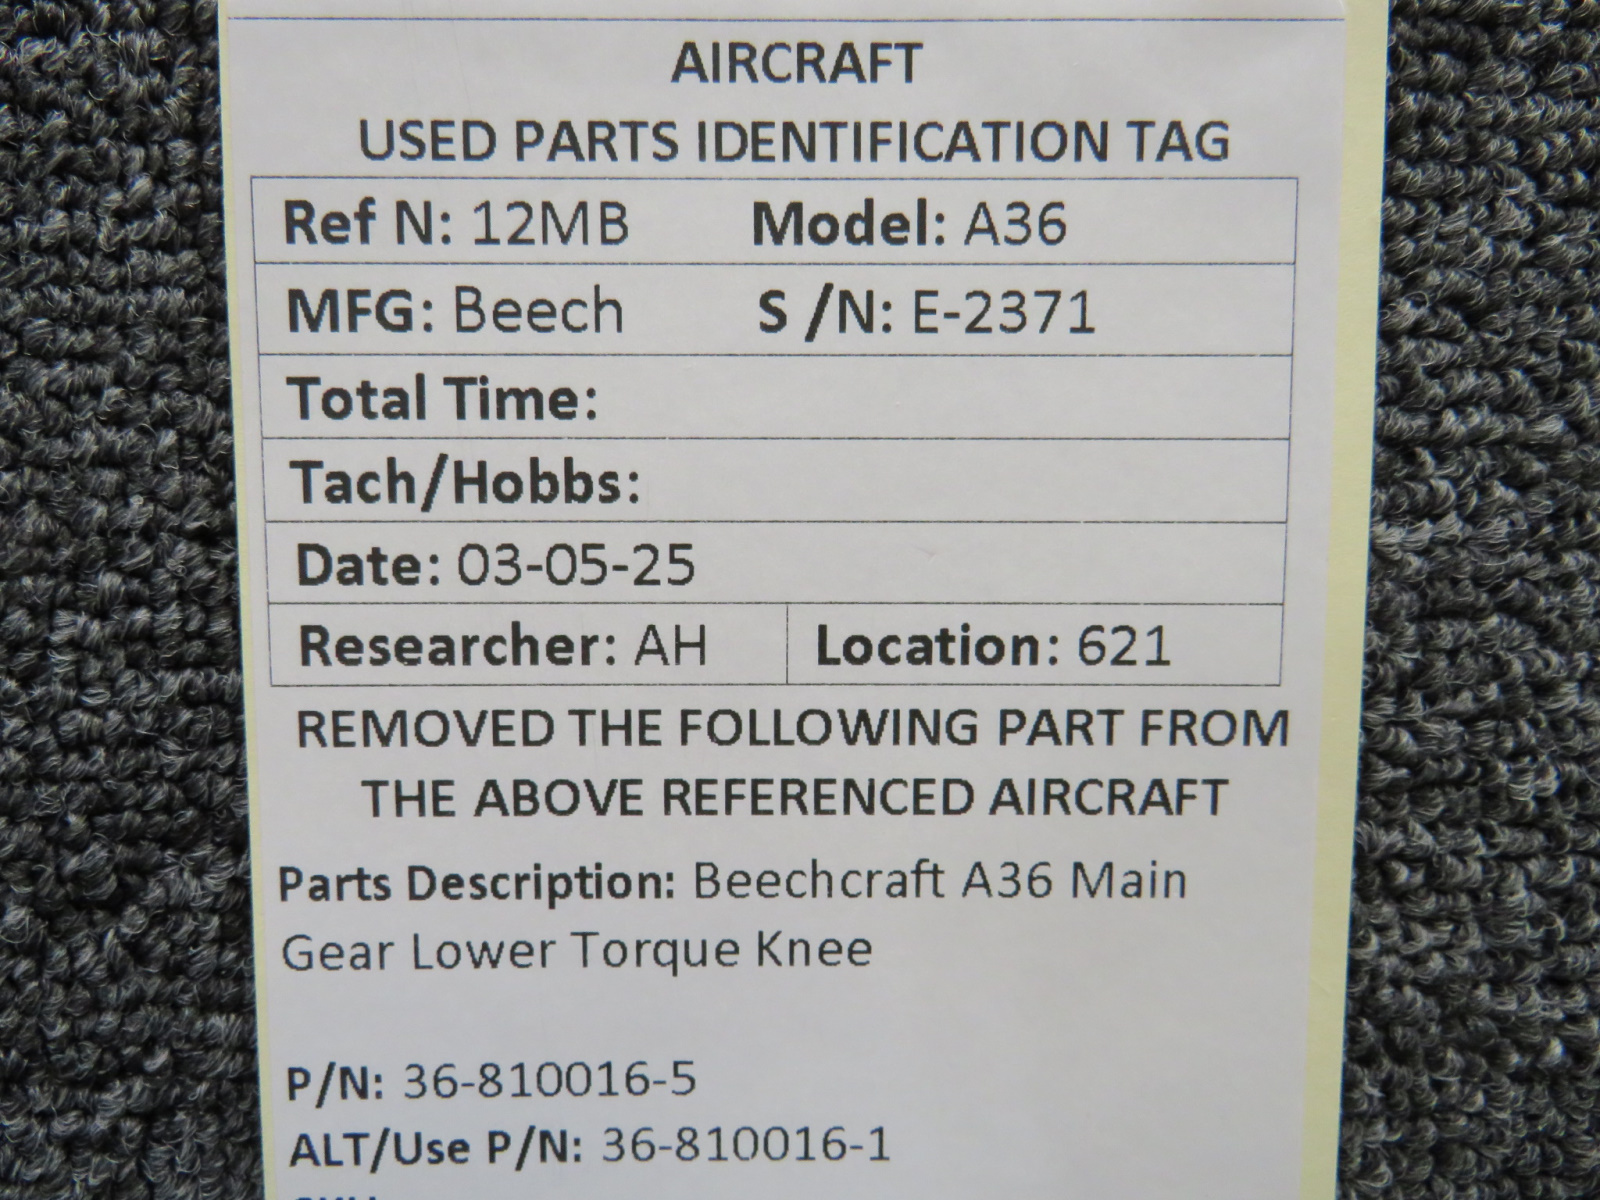 AIRCRAFT
USED PARTS IDENTIFICATION TAG
Ref N: 12MB Model: A36
MFG: Beech S /N: E-2371
Total Time:
Tach/Hobbs:
Date: 03-05-25
Researcher: AH Location: 621
REMOVED THE FOLLOWING PART FROM
THE ABOVE REFERENCED AIRCRAFT
Parts Description: Beechcraft A36 Main
Gear Lower Torque Knee
P/N: 36-810016-5
ALT/Use P/N: 36-810016-1